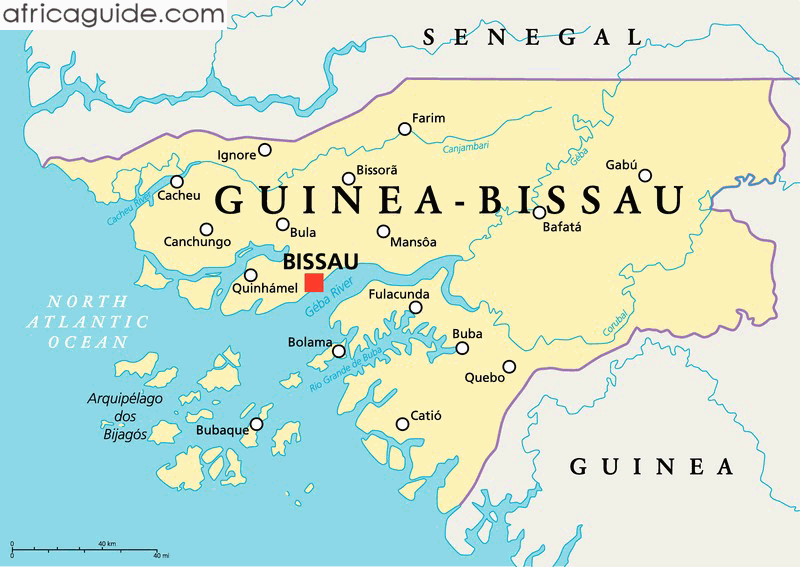 africaguide.com
SENEGAL
Farim
Canjambari
Ignore
Géba
Gabú
Bissorã
Cacheu
Cacheu River
GUINEA-BISSAU
Bafatá
Canchungo
Bula
Mansôa
BISSAU
Quinhámel
Géba River
Fulacunda
NORTH
ATLANTIC
OCEAN
Corubal
Buba
Bolama
Rio Grande de Buba
Quebo
Arquipélago
dos
Bijagós
Bubaque
Catió
GUINEA
0
40 km
0
40 mi